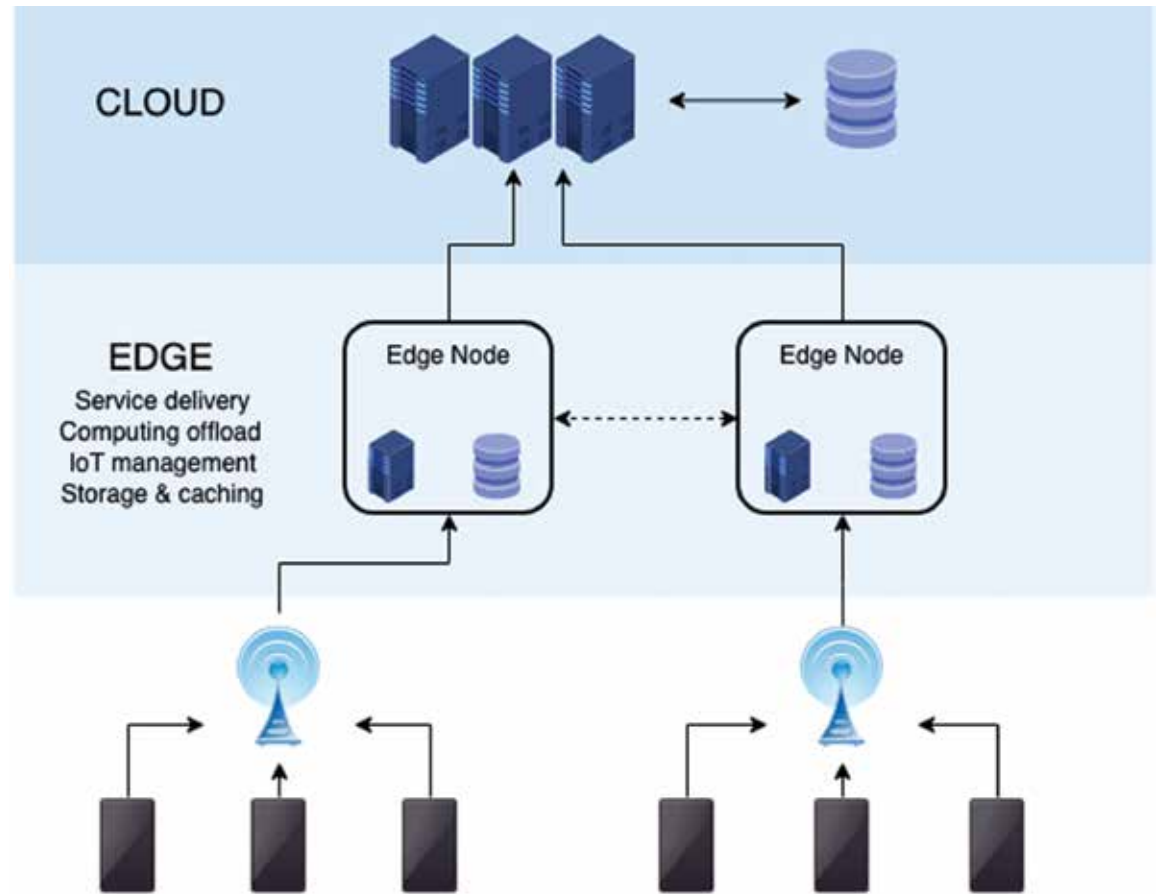 CLOUD
EDGE
Service delivery
Computing offload
IoT management
Storage & caching
Edge Node
Edge Node